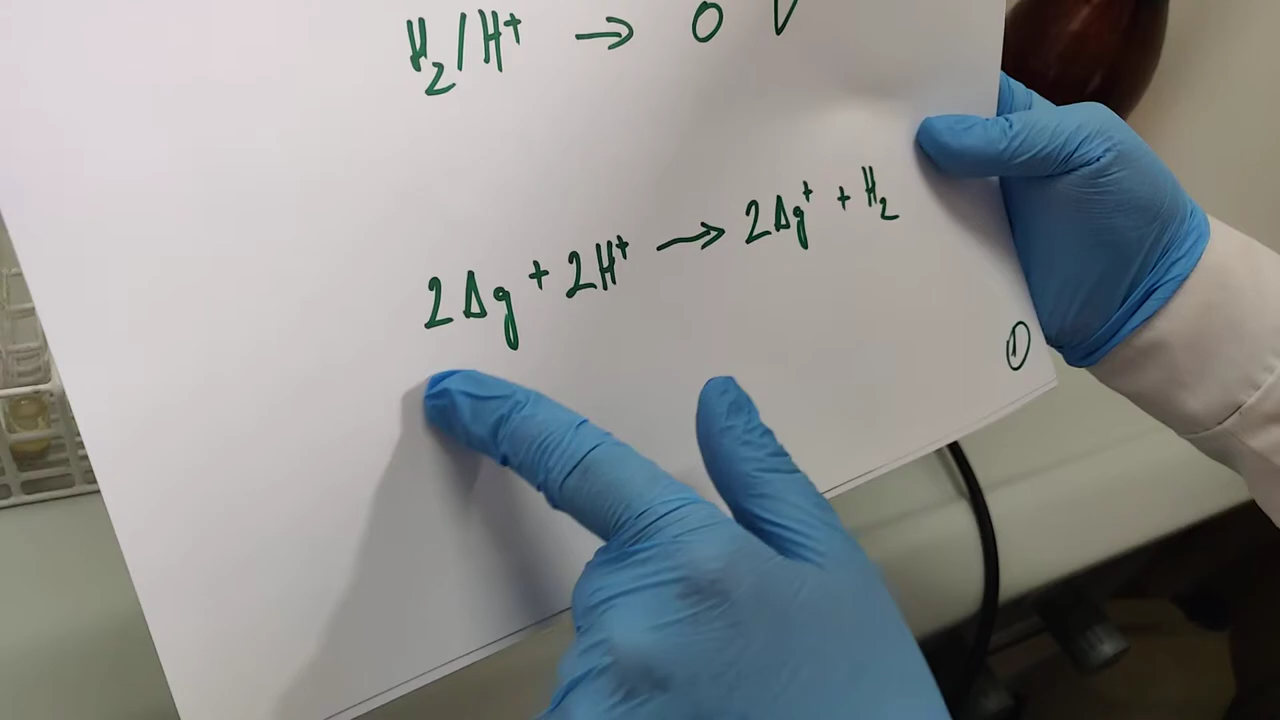 H₂/H⁺ → 0 V
2Ag + 2H⁺ → 2Ag⁺ + H₂
①